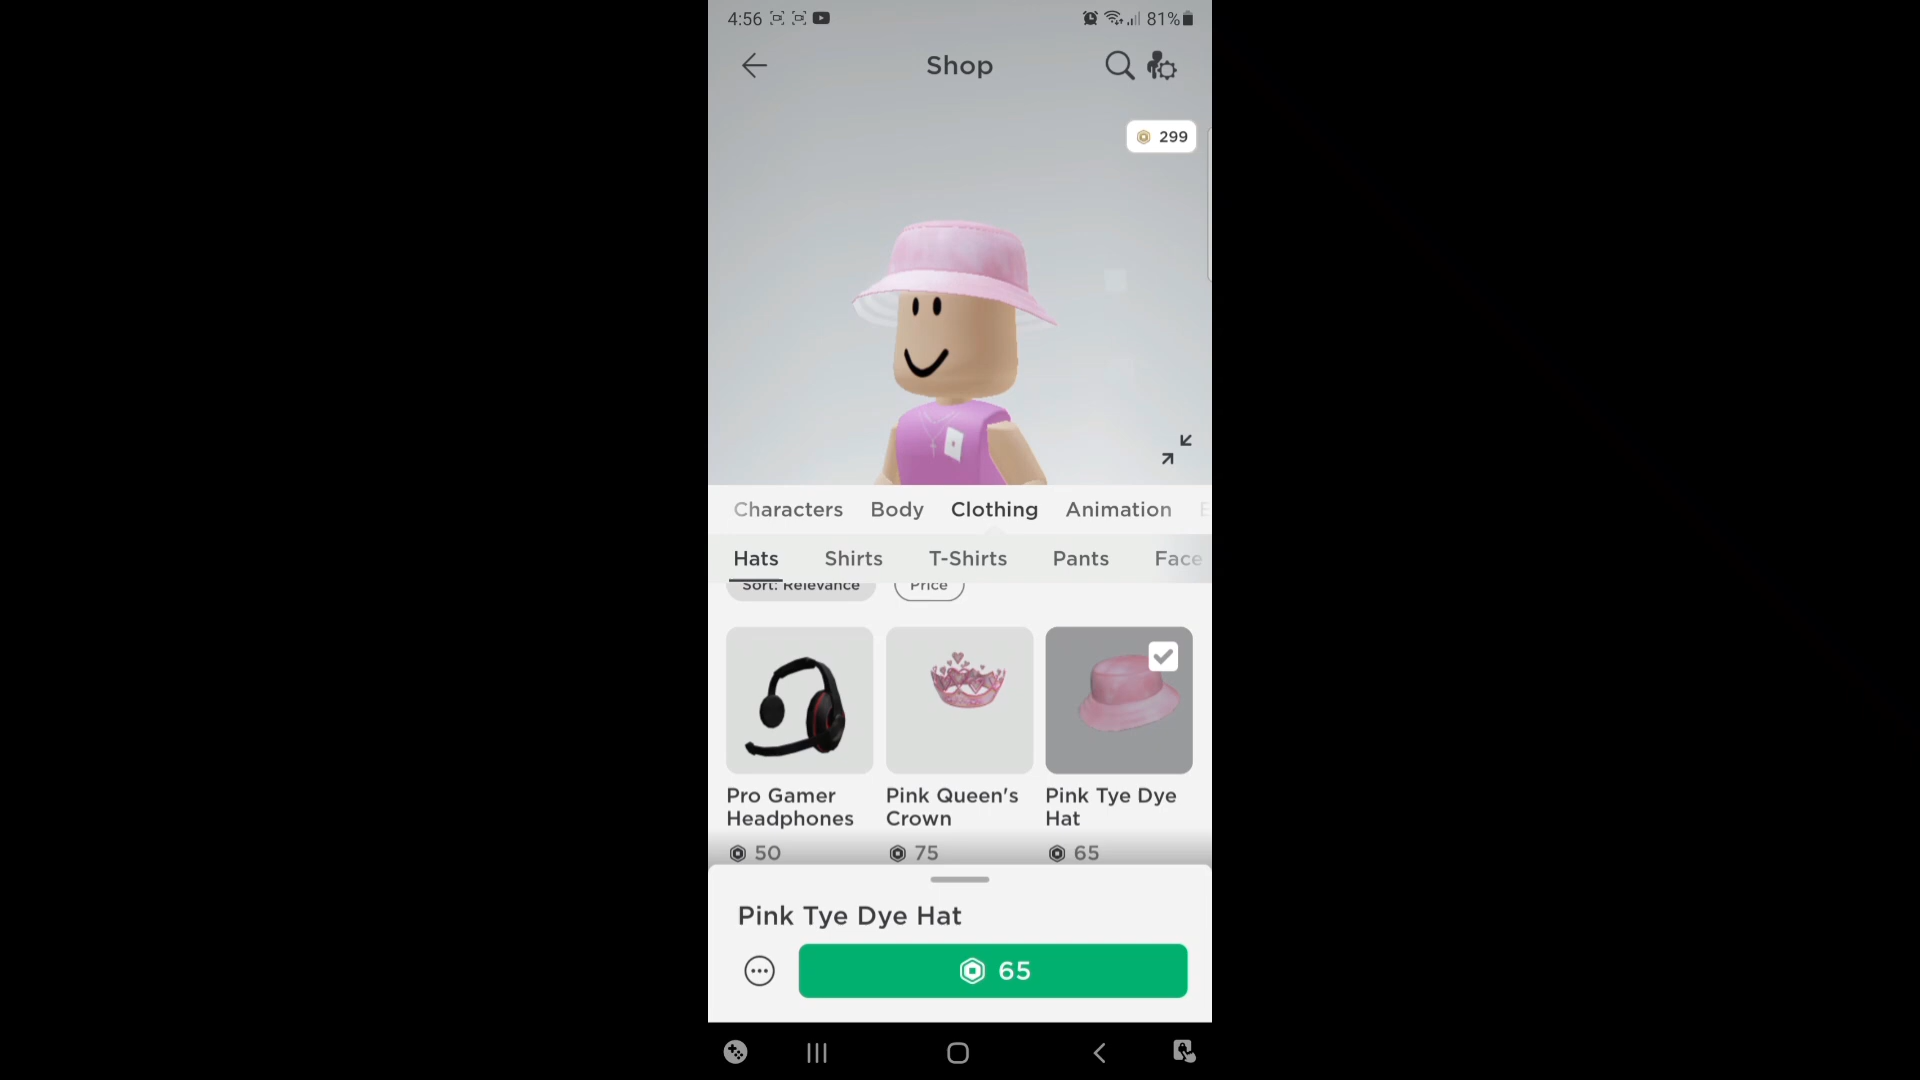 4:56
81%
Shop
299
Characters Body Clothing Animation
Hats Shirts T-Shirts Pants Face
Sort: Relevance Price
Pro Gamer Headphones
Pink Queen's Crown
Pink Tye Dye Hat
50
75
65
Pink Tye Dye Hat
65